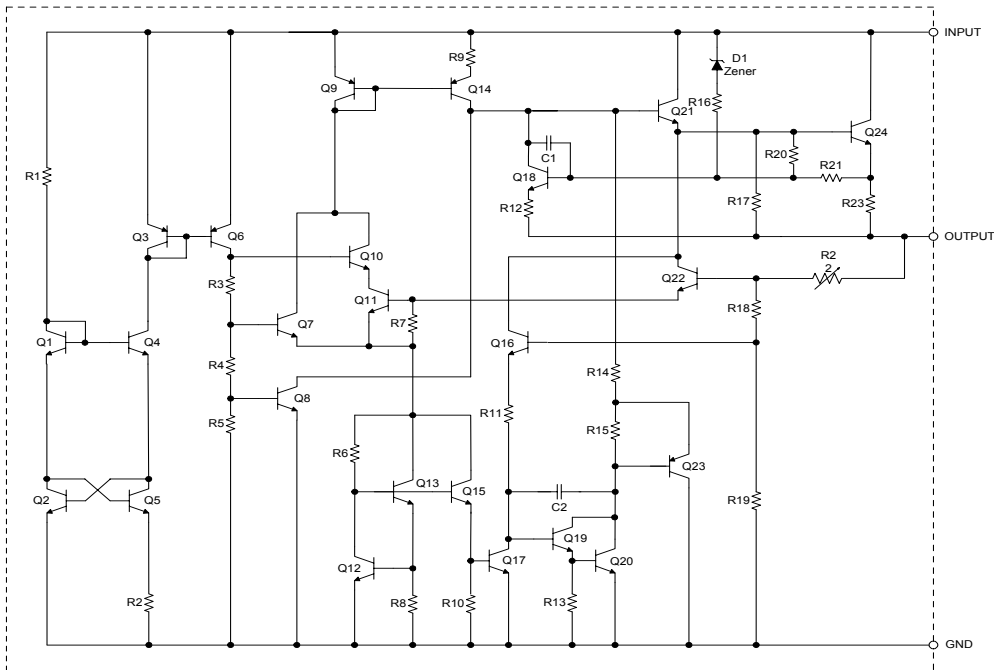 INPUT
R9
D1
Zener
Q9
Q14
R16
Q21
Q24
C1
R20
R1
Q18
R21
R12
R17
R23
Q3
Q6
OUTPUT
Q10
R2
2
R3
Q22
Q11
R18
R7
Q7
Q1
Q4
Q16
R4
R14
Q8
R5
R11
R15
R6
Q23
Q2
Q5
Q13
Q15
R19
C2
Q19
Q12
Q17
Q20
R2
R8
R10
R13
GND